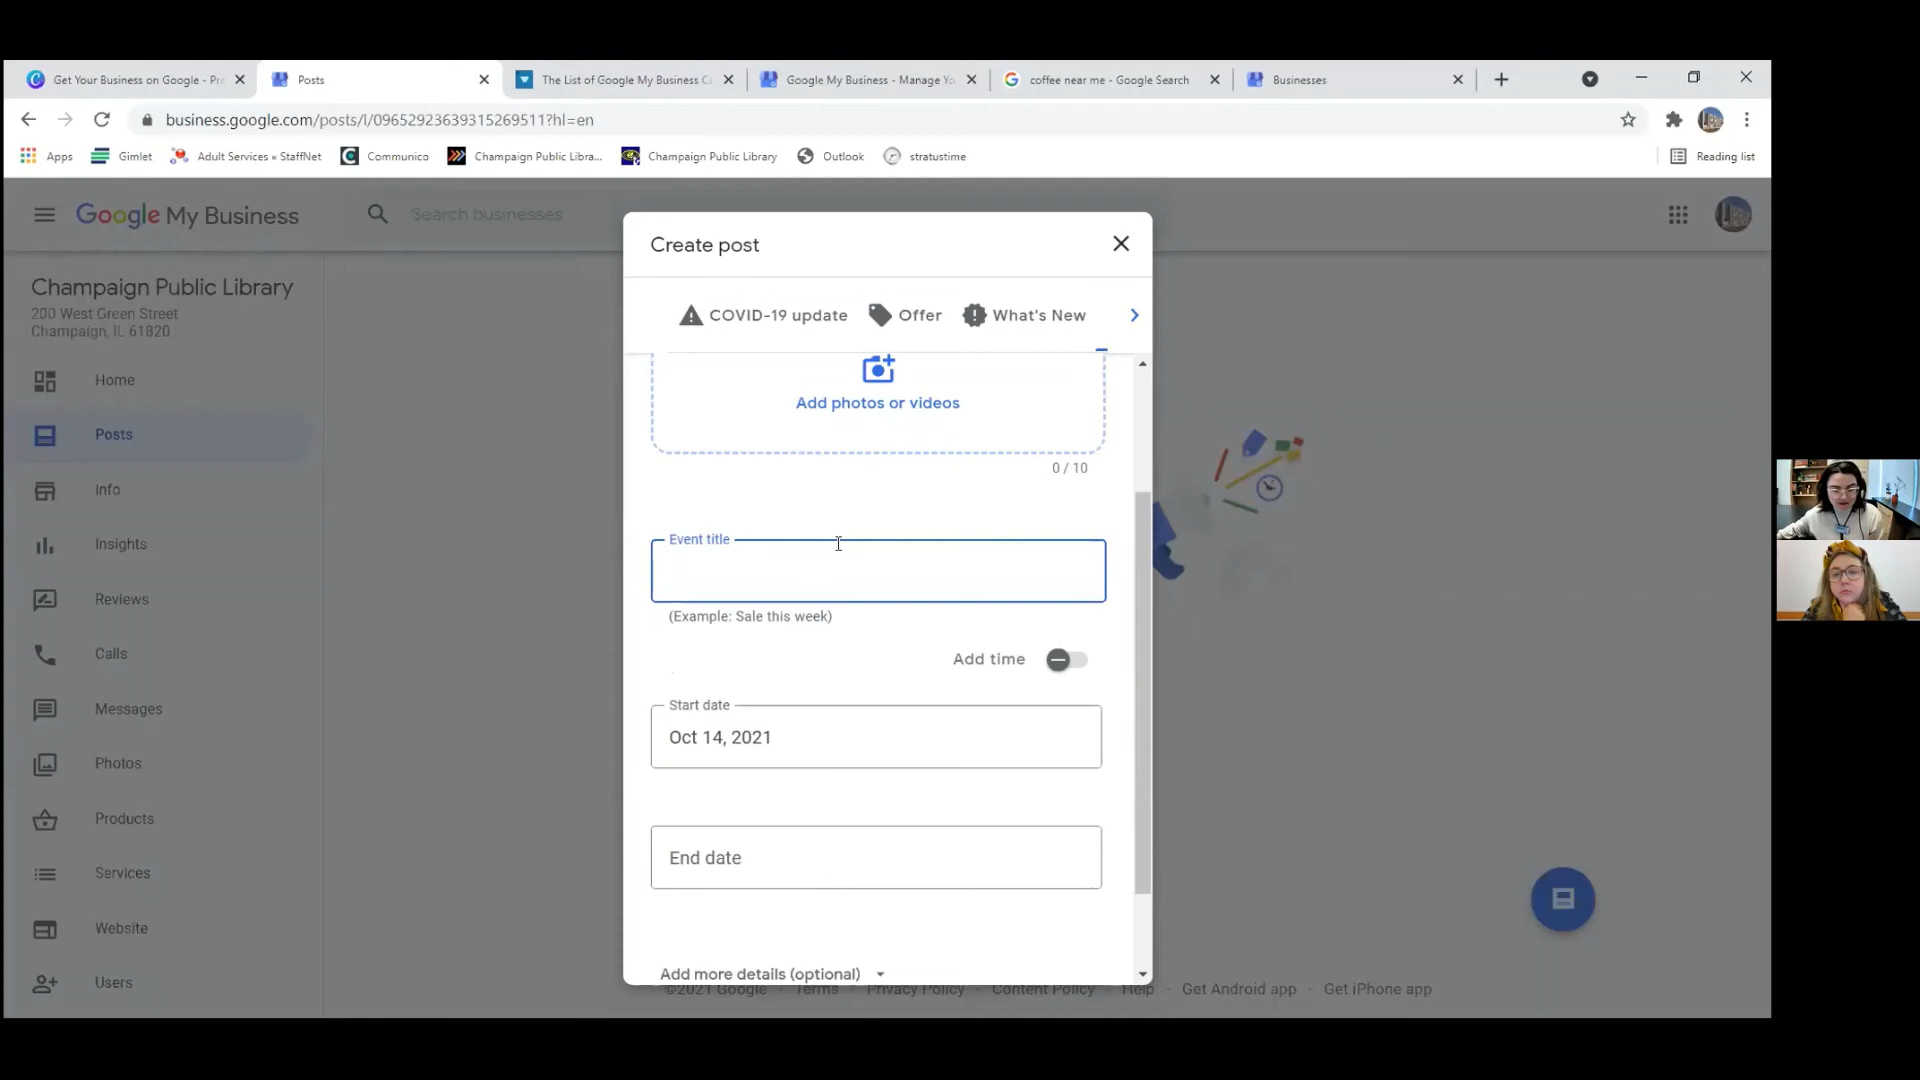 Get Your Business on Google - Pr
Posts
The List of Google My Business C
Google My Business - Manage Yo
coffee near me - Google Search
Businesses
business.google.com/posts/l/09652923639315269511?hl=en
Apps
Gimlet
Adult Services « StaffNet
Communico
Champaign Public Libra...
Champaign Public Library
Outlook
stratustime
Reading list
Google My Business
Search businesses
Champaign Public Library
200 West Green Street
Champaign, IL 61820
Home
Posts
Info
Insights
Reviews
Calls
Messages
Photos
Products
Services
Website
Users
Create post
COVID-19 update
Offer
What's New
Add photos or videos
0 / 10
Event title
(Example: Sale this week)
Add time
Start date
Oct 14, 2021
End date
Add more details (optional)
©2021 Google - Terms - Privacy Policy - Content Policy - Help - Get Android app - Get iPhone app